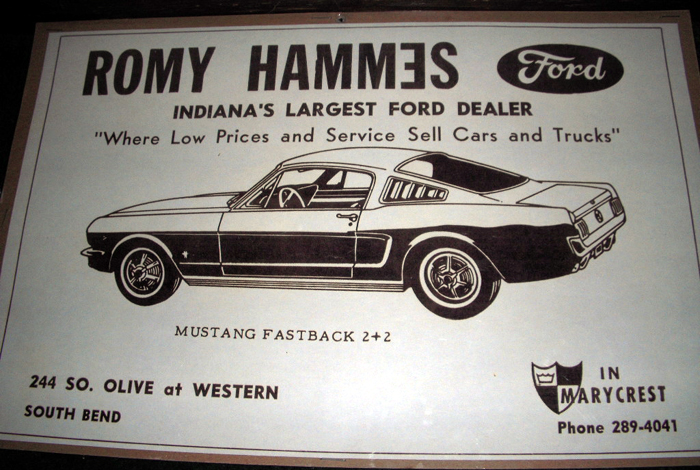 ROMY HAMMƎS
Ford
INDIANA'S LARGEST FORD DEALER
"Where Low Prices and Service Sell Cars and Trucks"
MUSTANG FASTBACK 2+2
244 SO. OLIVE at WESTERN
SOUTH BEND
IN
MARYCREST
Phone 289-4041